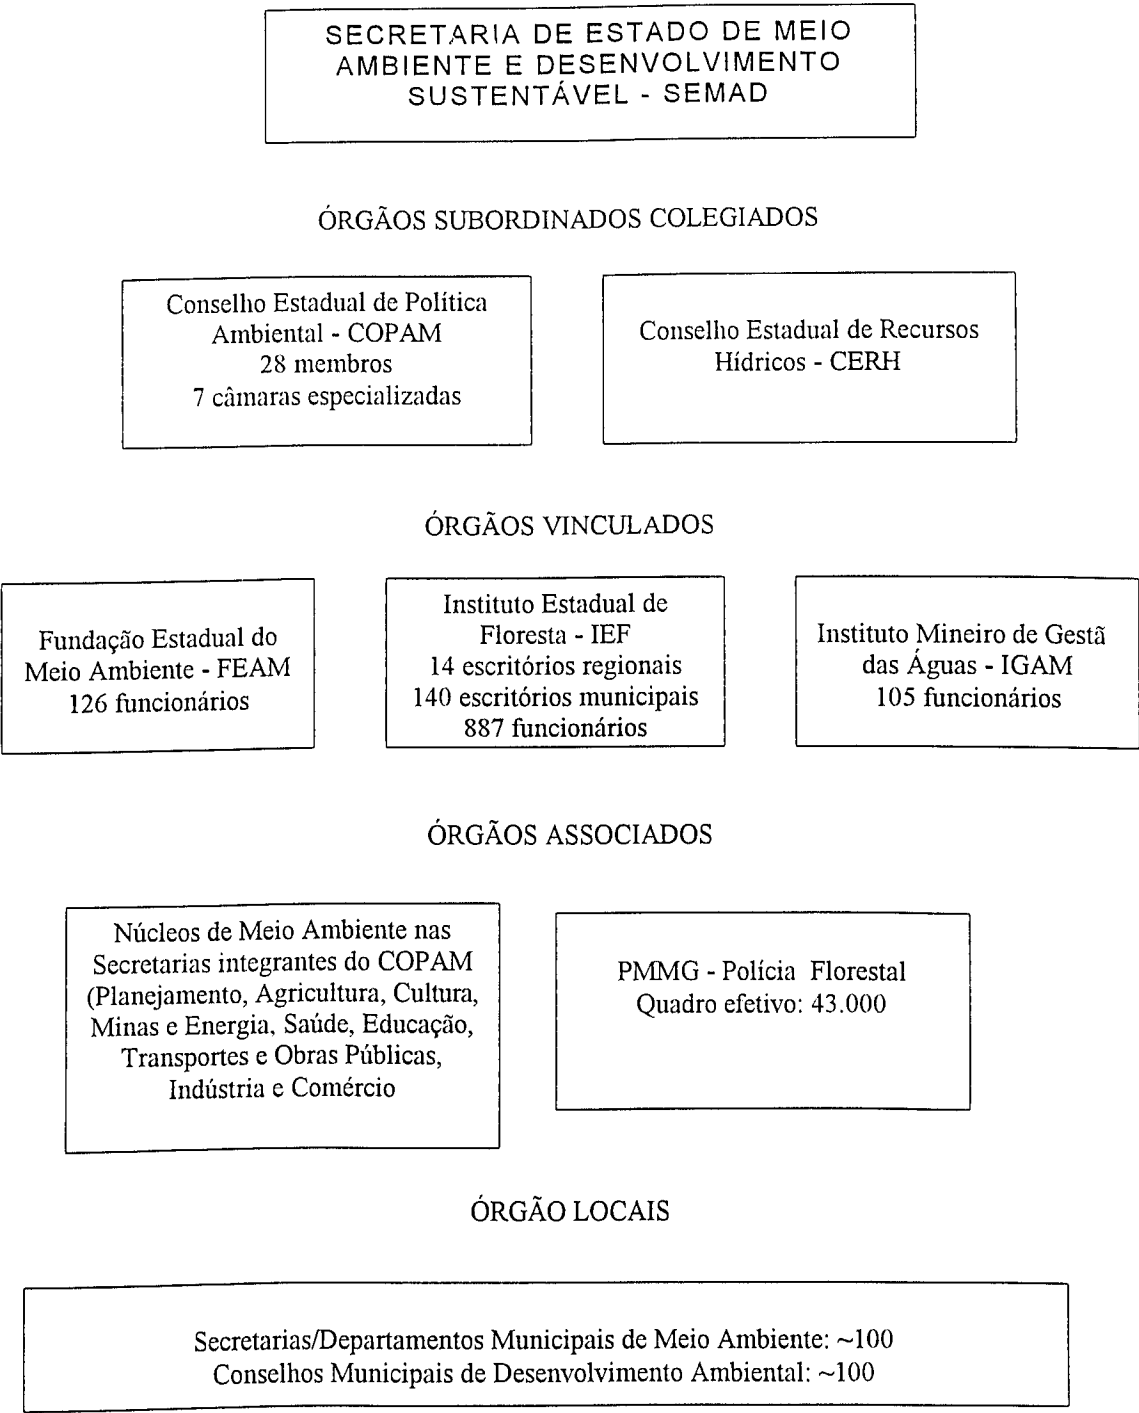 SECRETARIA DE ESTADO DE MEIO
AMBIENTE E DESENVOLVIMENTO
SUSTENTÁVEL - SEMAD
ÓRGÃOS SUBORDINADOS COLEGIADOS
Conselho Estadual de Política
Ambiental - COPAM
28 membros
7 câmaras especializadas
Conselho Estadual de Recursos
Hídricos - CERH
ÓRGÃOS VINCULADOS
Fundação Estadual do
Meio Ambiente - FEAM
126 funcionários
Instituto Estadual de
Floresta - IEF
14 escritórios regionais
140 escritórios municipais
887 funcionários
Instituto Mineiro de Gestã
das Águas - IGAM
105 funcionários
ÓRGÃOS ASSOCIADOS
Núcleos de Meio Ambiente nas
Secretarias integrantes do COPAM
(Planejamento, Agricultura, Cultura,
Minas e Energia, Saúde, Educação,
Transportes e Obras Públicas,
Indústria e Comércio
PMMG - Polícia Florestal
Quadro efetivo: 43.000
ÓRGÃO LOCAIS
Secretarias/Departamentos Municipais de Meio Ambiente: ~100
Conselhos Municipais de Desenvolvimento Ambiental: ~100